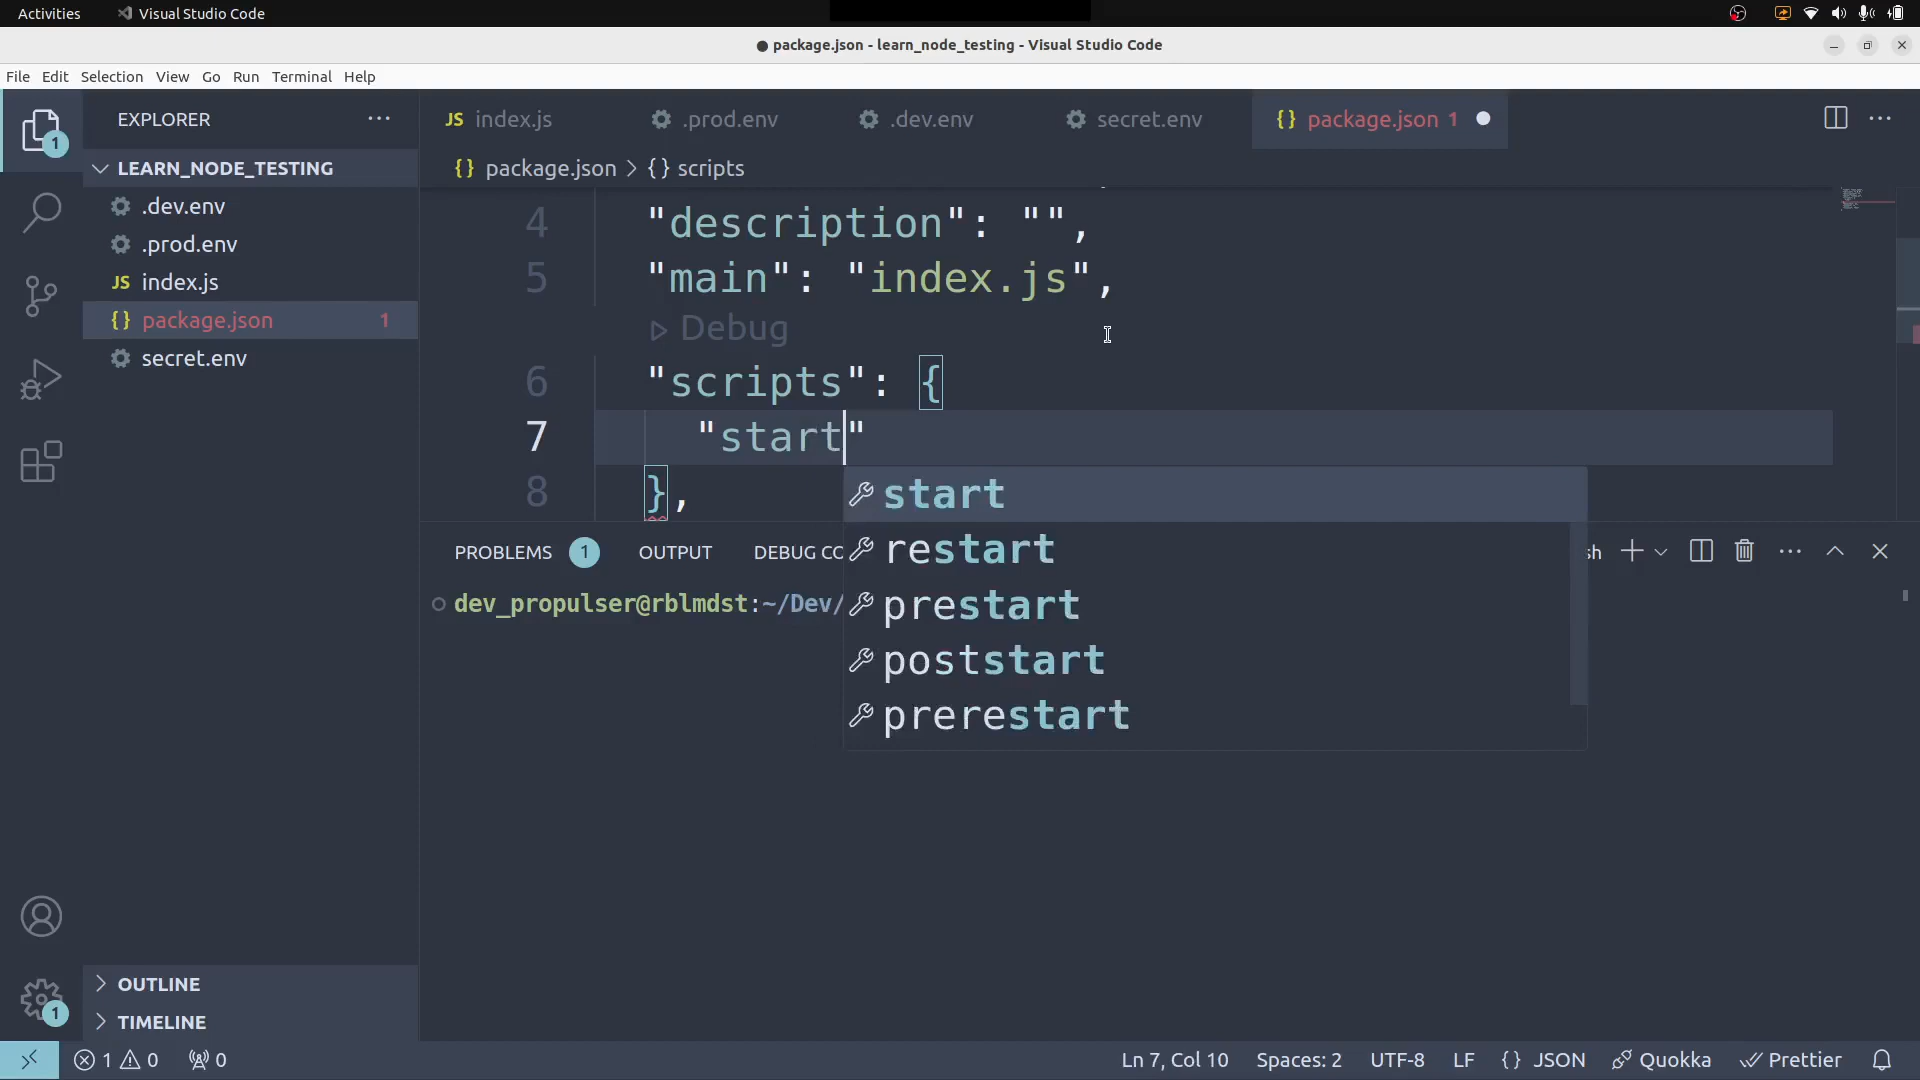 Activities
Visual Studio Code
● package.json - learn_node_testing - Visual Studio Code
File Edit Selection View Go Run Terminal Help
EXPLORER
LEARN_NODE_TESTING
.dev.env
.prod.env
JS index.js
{} package.json 1
secret.env
OUTLINE
TIMELINE
1
1
JS index.js
.prod.env
.dev.env
secret.env
{} package.json 1
{} package.json > {} scripts
4 "description": "",
5 "main": "index.js",
Debug
6 "scripts": {
7 "start"
8 },
start
restart
prestart
poststart
prerestart
PROBLEMS 1 OUTPUT DEBUG CO
sh
dev_propulser@rblmdst:~/Dev/
1 0 0
Ln 7, Col 10 Spaces: 2 UTF-8 LF {} JSON Quokka Prettier